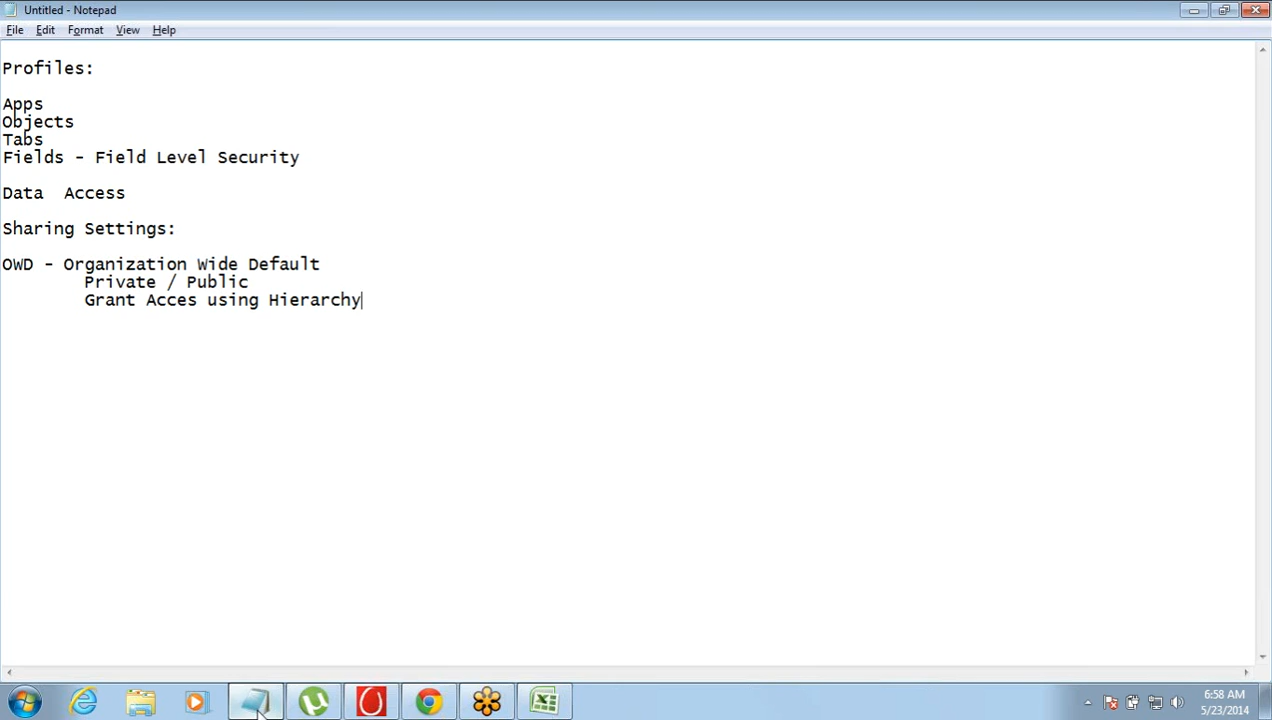 Untitled - Notepad
File Edit Format View Help
Profiles:
Apps
Objects
Tabs
Fields - Field Level Security
Data  Access
Sharing Settings:
OWD - Organization Wide Default
Private / Public
Grant Acces using Hierarchy
6:58 AM
5/23/2014